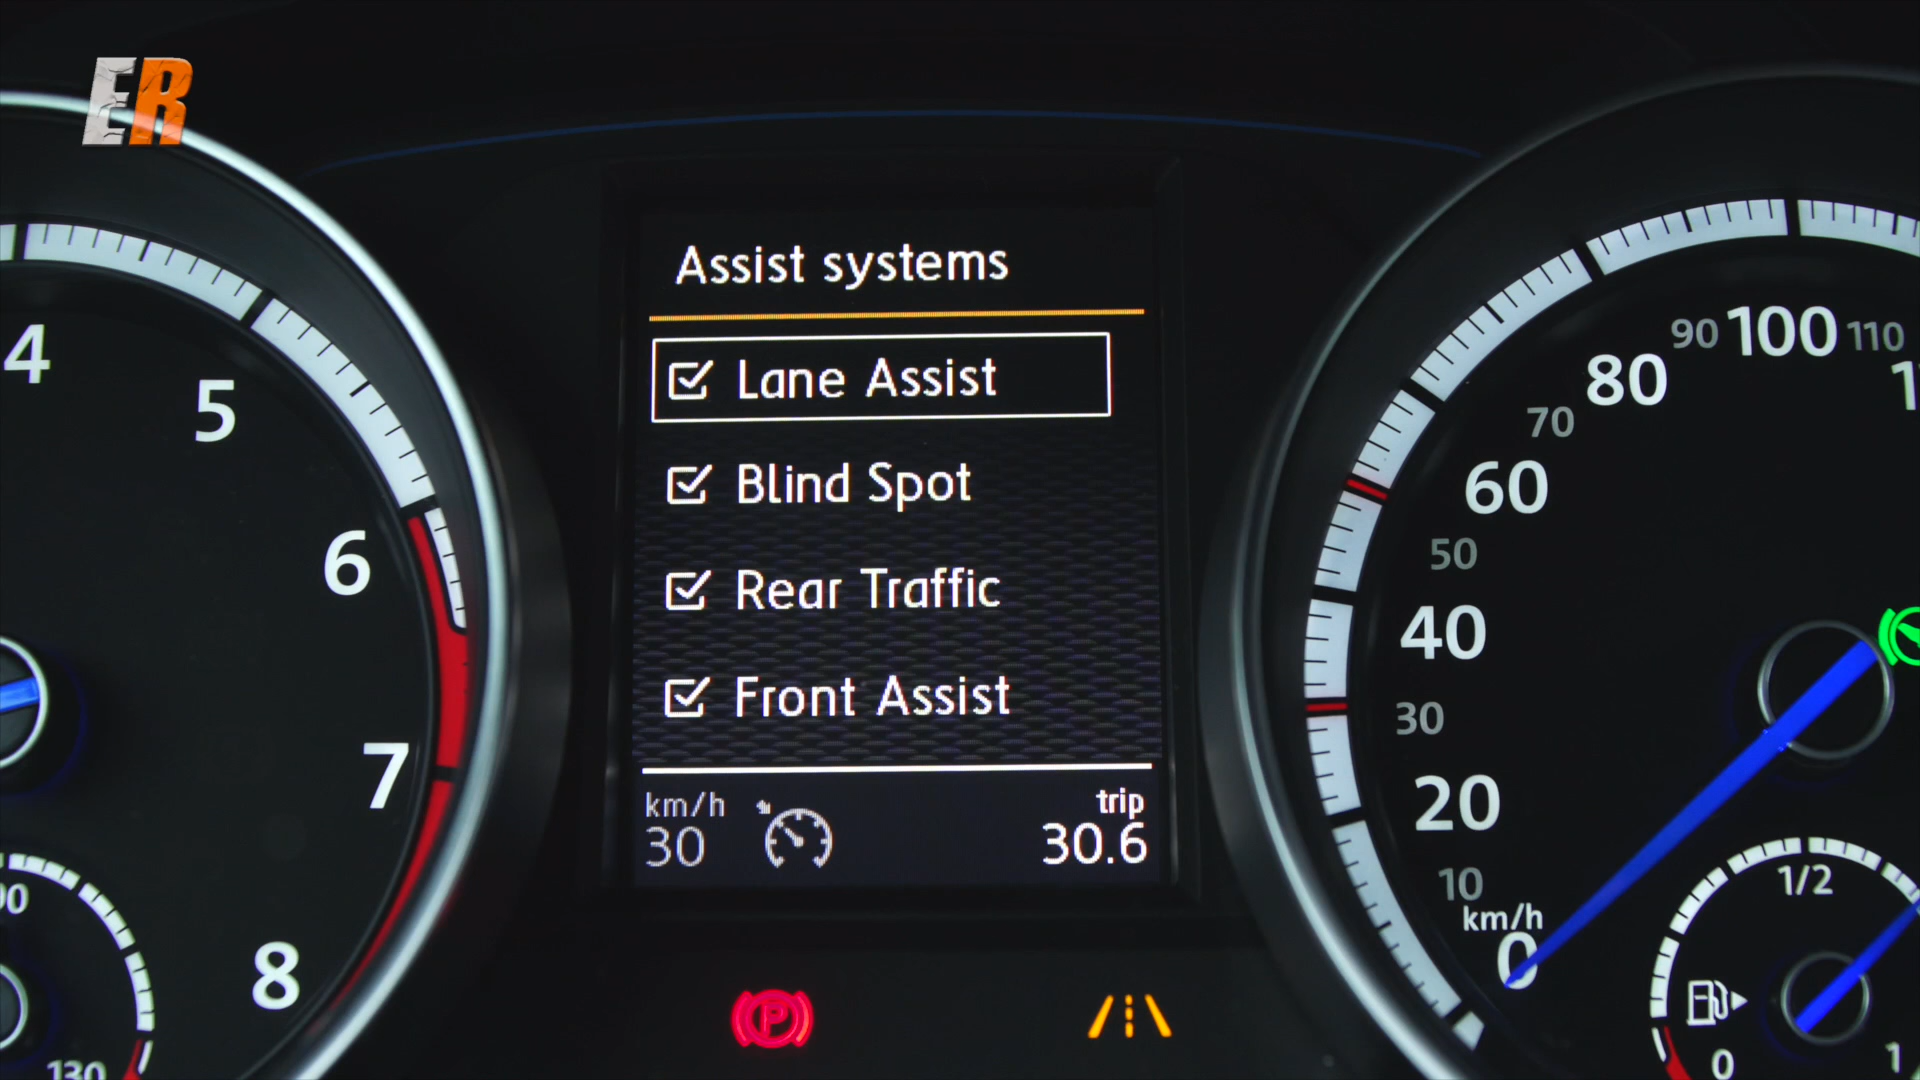 ER
Assist systems
Lane Assist
Blind Spot
Rear Traffic
Front Assist
km/h
30
trip
30.6
4
5
6
7
8
130
P
0
10
20
30
40
50
60
70
80
90
100
110
km/h
1/2
0
1